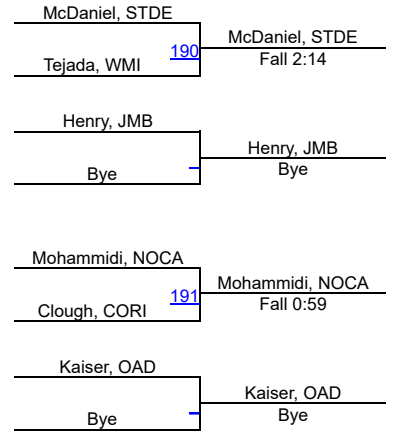 McDaniel, STDE
190
McDaniel, STDE
Tejada, WMI
Fall 2:14
Henry, JMB
Henry, JMB
Bye
Bye
Mohammidi, NOCA
191
Mohammidi, NOCA
Clough, CORI
Fall 0:59
Kaiser, OAD
Kaiser, OAD
Bye
Bye